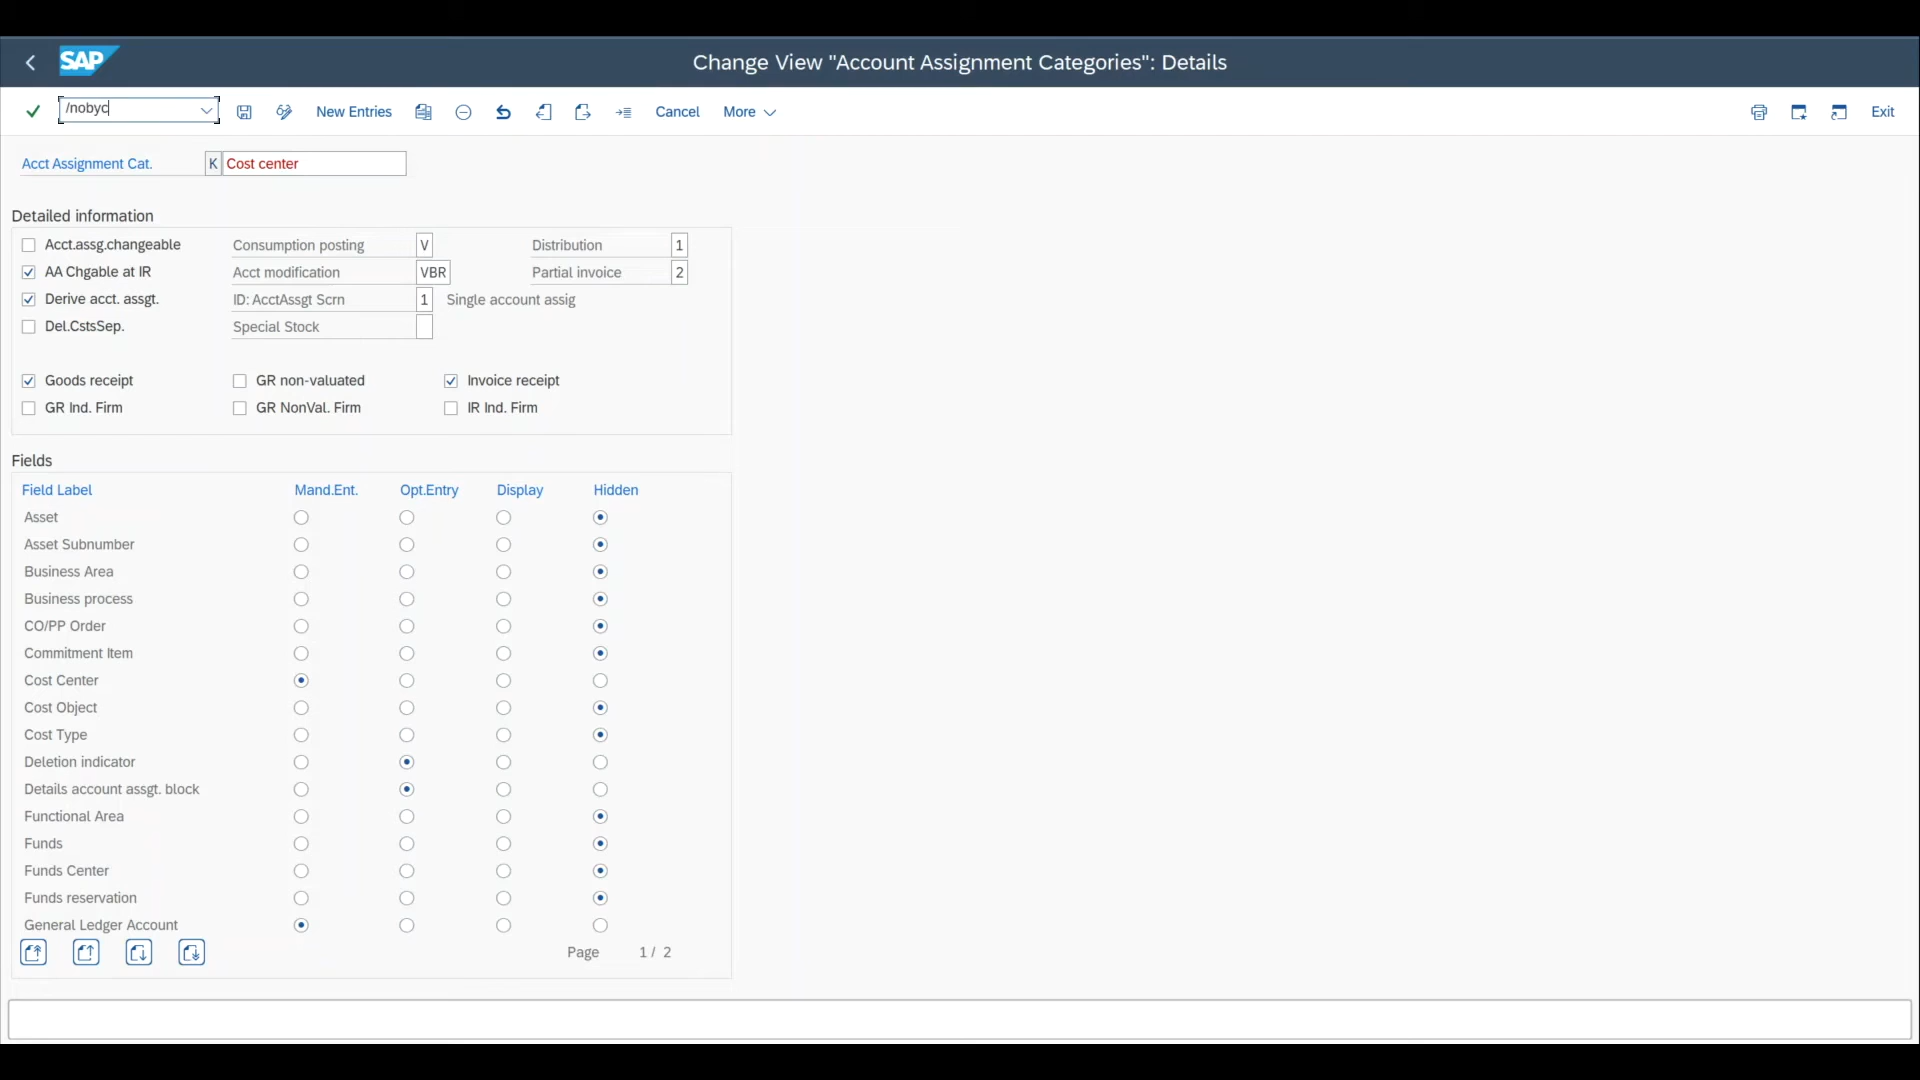 SAP
Change View "Account Assignment Categories": Details
/nobyc
New Entries
Cancel
More
Exit
Acct Assignment Cat.
K
Cost center
Detailed information
Acct.assg.changeable
Consumption posting
V
Distribution
1
AA Chgable at IR
Acct modification
VBR
Partial invoice
2
Derive acct. assgt.
ID: AcctAssgt Scrn
1
Single account assig
Del.CstsSep.
Special Stock
Goods receipt
GR non-valuated
Invoice receipt
GR Ind. Firm
GR NonVal. Firm
IR Ind. Firm
Fields
Field Label
Mand.Ent.
Opt.Entry
Display
Hidden
Asset
Asset Subnumber
Business Area
Business process
CO/PP Order
Commitment Item
Cost Center
Cost Object
Cost Type
Deletion indicator
Details account assgt. block
Functional Area
Funds
Funds Center
Funds reservation
General Ledger Account
Page 1 / 2